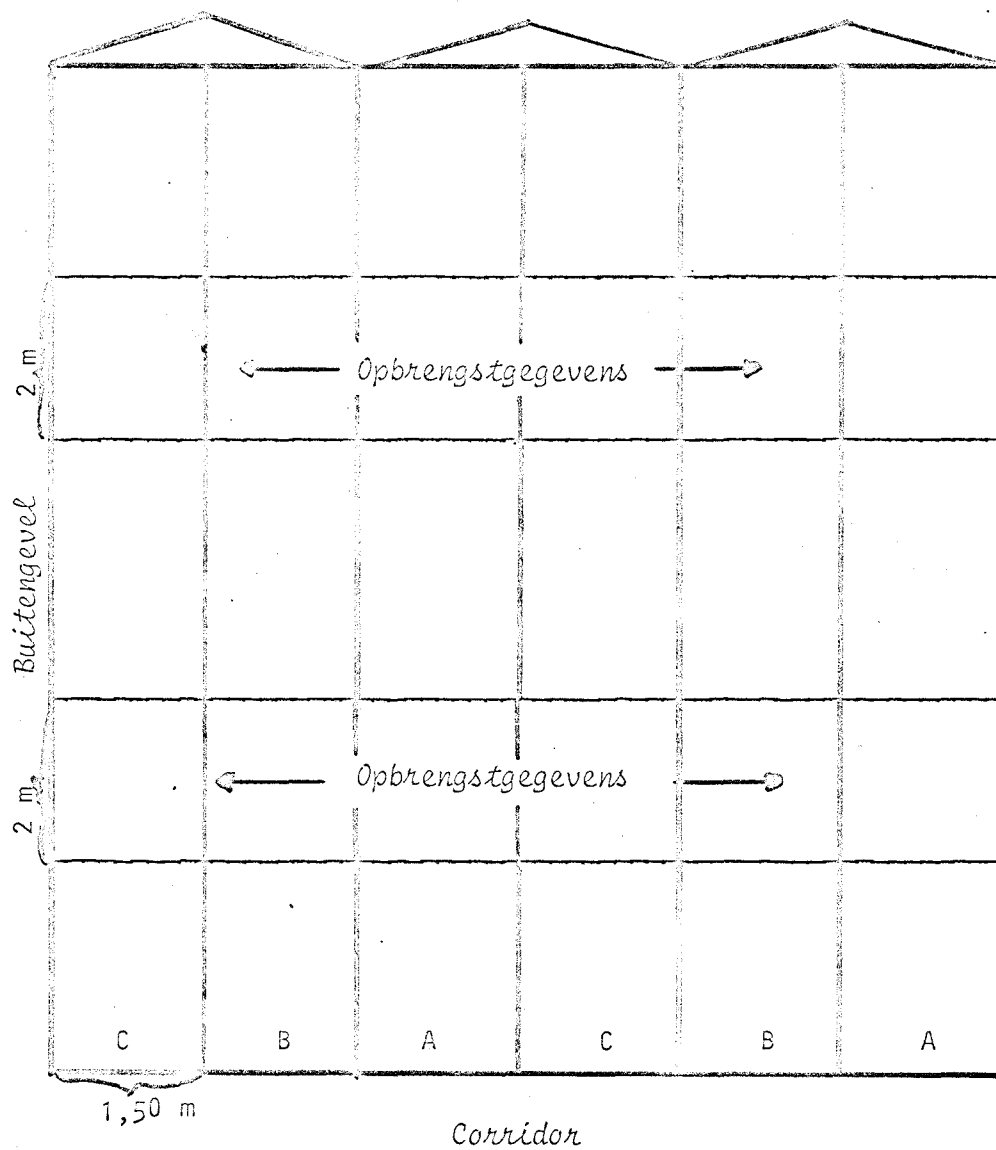 2 m
Opbrengstgegevens
Buitengevel
2 m
Opbrengstgegevens
C B A C B A
1,50 m
Corridor